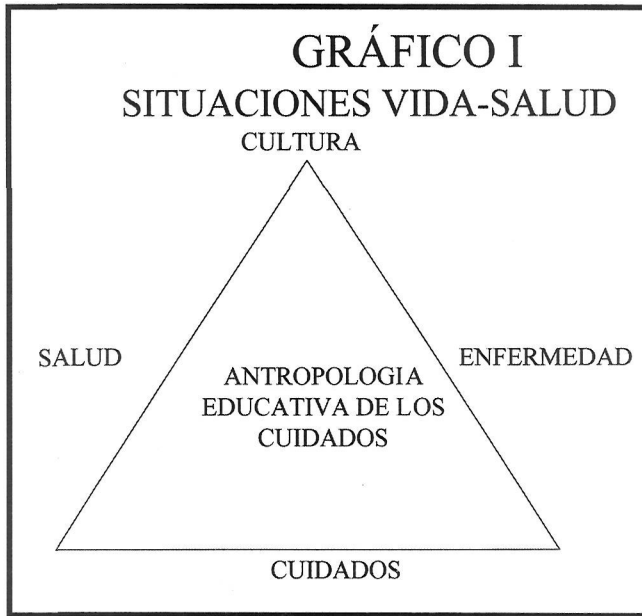 GRÁFICO I
SITUACIONES VIDA-SALUD
CULTURA
SALUD
ENFERMEDAD
ANTROPOLOGIA
EDUCATIVA DE LOS
CUIDADOS
CUIDADOS